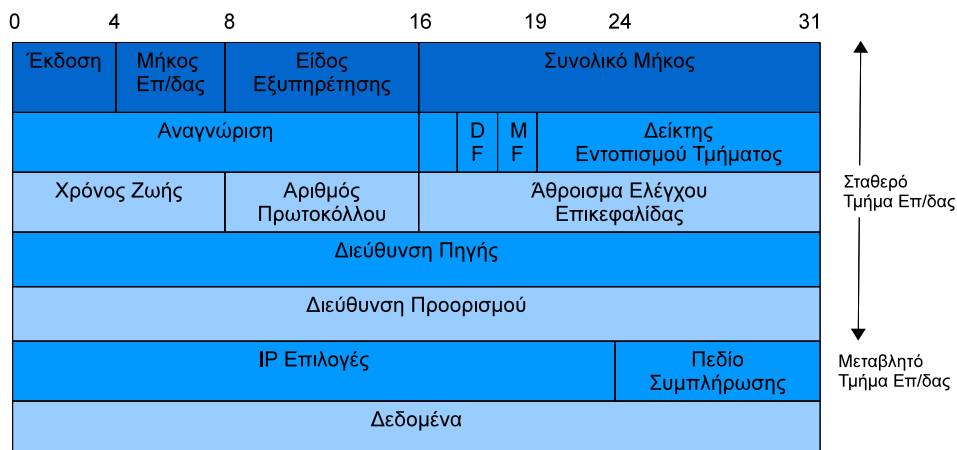 0 4 8 16 19 24 31
Έκδοση
Μήκος
Επ/δας
Είδος
Εξυπηρέτησης
Συνολικό Μήκος
Αναγνώριση
D
F
M
F
Δείκτης
Εντοπισμού Τμήματος
Χρόνος Ζωής
Αριθμός
Πρωτοκόλλου
Άθροισμα Ελέγχου
Επικεφαλίδας
Διεύθυνση Πηγής
Διεύθυνση Προορισμού
IP Επιλογές
Πεδίο
Συμπλήρωσης
Δεδομένα
Σταθερό
Τμήμα Επ/δας
Μεταβλητό
Τμήμα Επ/δας